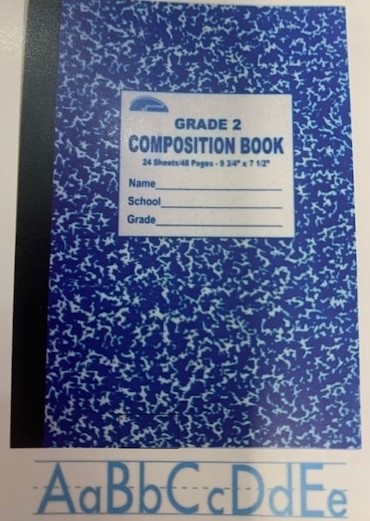 GRADE 2
COMPOSITION BOOK
24 Sheets/48 Pages - 9 3/4" x 7 1/2"
Name
School
Grade
AaBbCcDdEe